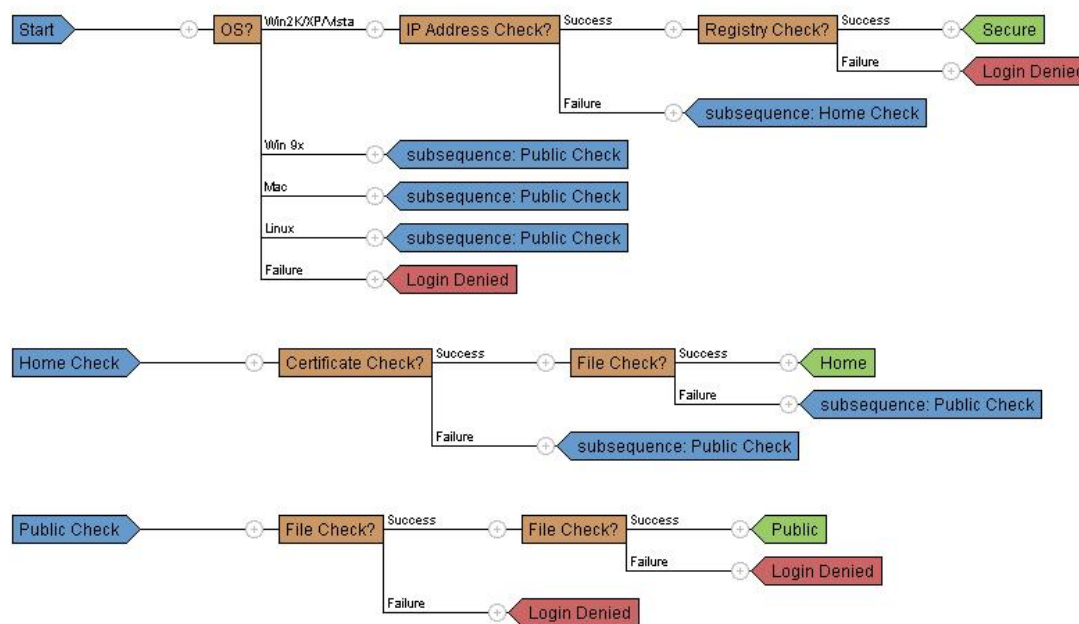 Start
OS?
Win2K/XP/Vista
IP Address Check?
Success
Registry Check?
Success
Secure
Failure
Login Denied
Failure
subsequence: Home Check
Win 9x
subsequence: Public Check
Mac
subsequence: Public Check
Linux
subsequence: Public Check
Failure
Login Denied
Home Check
Certificate Check?
Success
File Check?
Success
Home
Failure
subsequence: Public Check
Failure
subsequence: Public Check
Public Check
File Check?
Success
File Check?
Success
Public
Failure
Login Denied
Failure
Login Denied